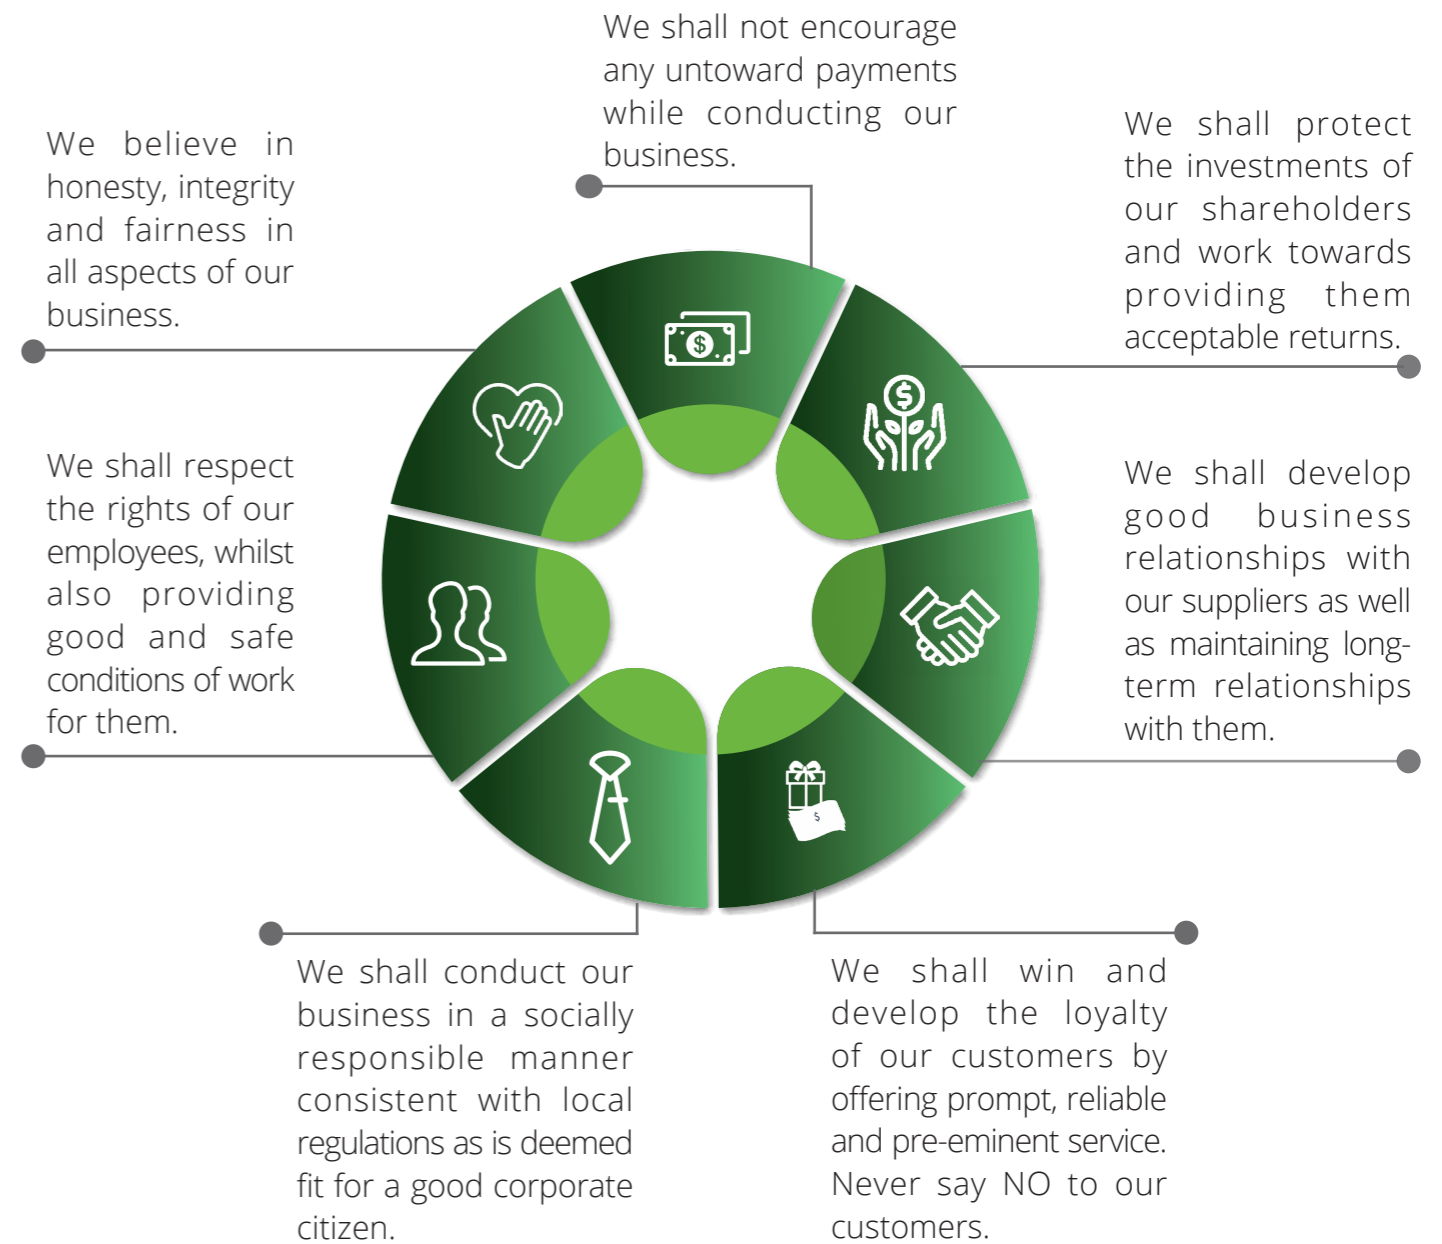 We shall not encourage
any untoward payments
while conducting our
business.
We believe in
honesty, integrity
and fairness in
all aspects of our
business.
We shall protect
the investments of
our shareholders
and work towards
providing them
acceptable returns.
We shall respect
the rights of our
employees, whilst
also providing
good and safe
conditions of work
for them.
We shall develop
good business
relationships with
our suppliers as well
as maintaining long-
term relationships
with them.
We shall conduct our
business in a socially
responsible manner
consistent with local
regulations as is deemed
fit for a good corporate
citizen.
We shall win and
develop the loyalty
of our customers by
offering prompt, reliable
and pre-eminent service.
Never say NO to our
customers.
$
$
$